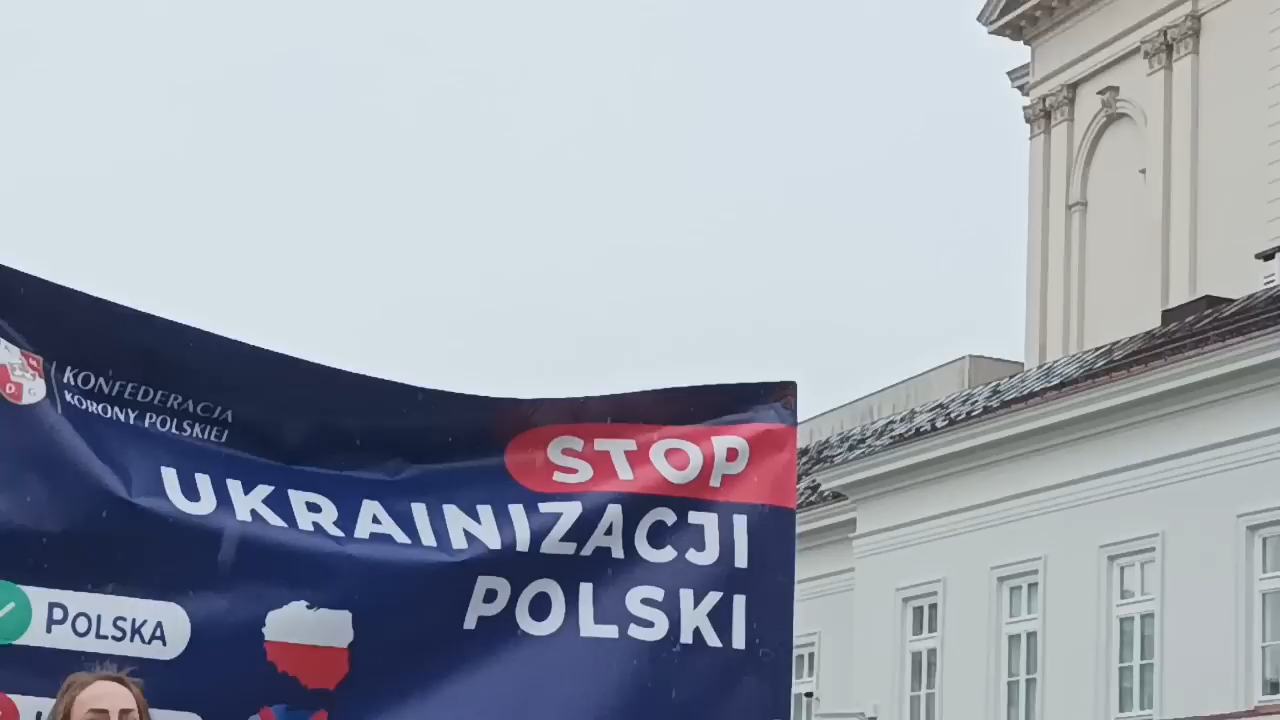 KONFEDERACJA
KORONY POLSKIEJ
STOP
UKRAINIZACJI
POLSKI
POLSKA